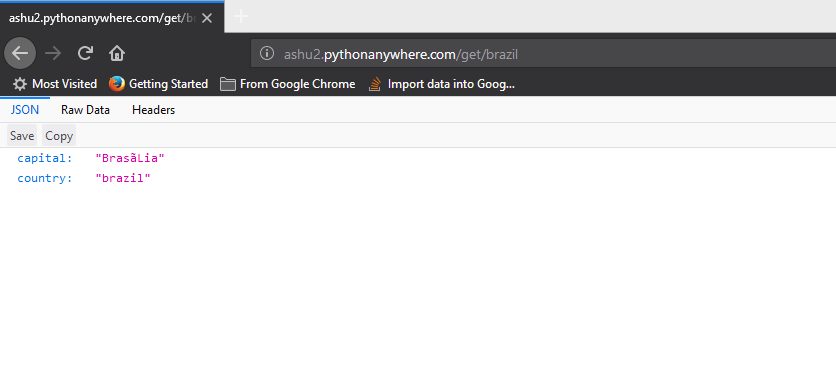 ashu2.pythonanywhere.com/get/br
ashu2.pythonanywhere.com/get/brazil
Most Visited Getting Started From Google Chrome Import data into Goog...
JSON Raw Data Headers
Save Copy
capital: "BrasãLia"
country: "brazil"